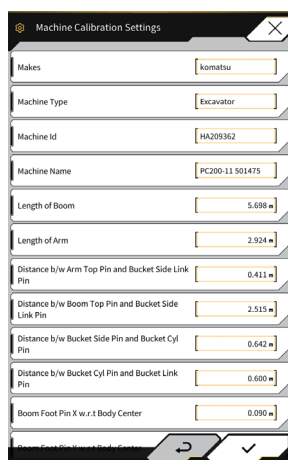 Machine Calibration Settings
Makes
komatsu
Machine Type
Excavator
Machine Id
HA209362
Machine Name
PC200-11 501475
Length of Boom
5.698 m
Length of Arm
2.924 m
Distance b/w Arm Top Pin and Bucket Side Link
Pin
0.411 m
Distance b/w Boom Top Pin and Bucket Side
Link Pin
2.515 m
Distance b/w Bucket Side Pin and Bucket Cyl
Pin
0.642 m
Distance b/w Bucket Cyl Pin and Bucket Link
Pin
0.600 m
Boom Foot Pin X w.r.t Body Center
0.090 m